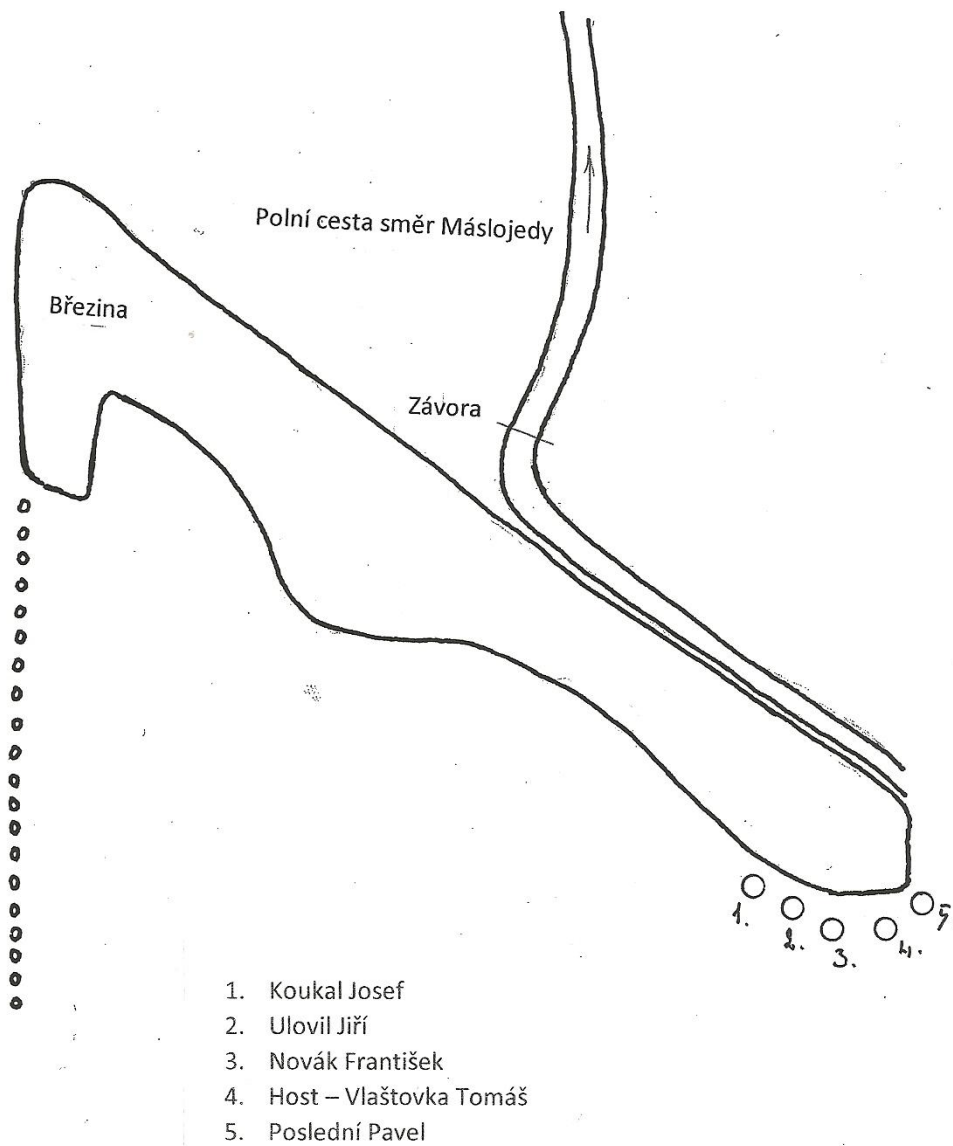 Polní cesta směr Máslojedy
Březina
Závora
1.
2.
3.
4.
5
1. Koukal Josef
2. Ulovil Jiří
3. Novák František
4. Host – Vlaštovka Tomáš
5. Poslední Pavel